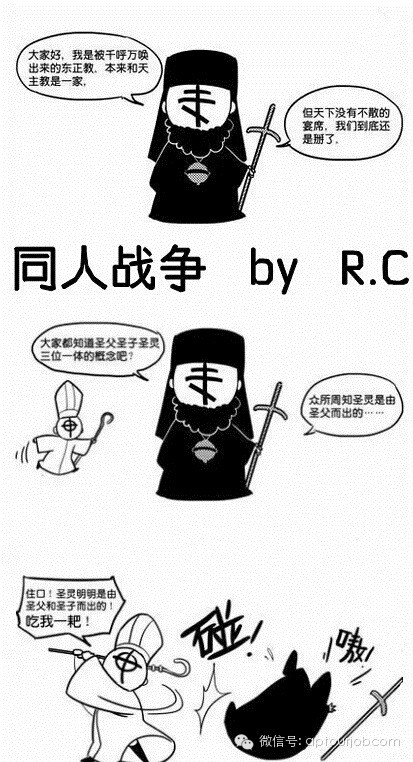 大家好，我是被千呼万唤
出来的东正教。本来和天
主教是一家，
但天下没有不散的
宴席，我们到底还
是掰了。
同人战争 by R.C
大家都知道圣父圣子圣灵
三位一体的概念吧？
众所周知圣灵是由
圣父而出的……
住口！圣灵明明是由
圣父和圣子而出的！
吃我一耙！
碰！
嗷！
微信号: aprourjobcom